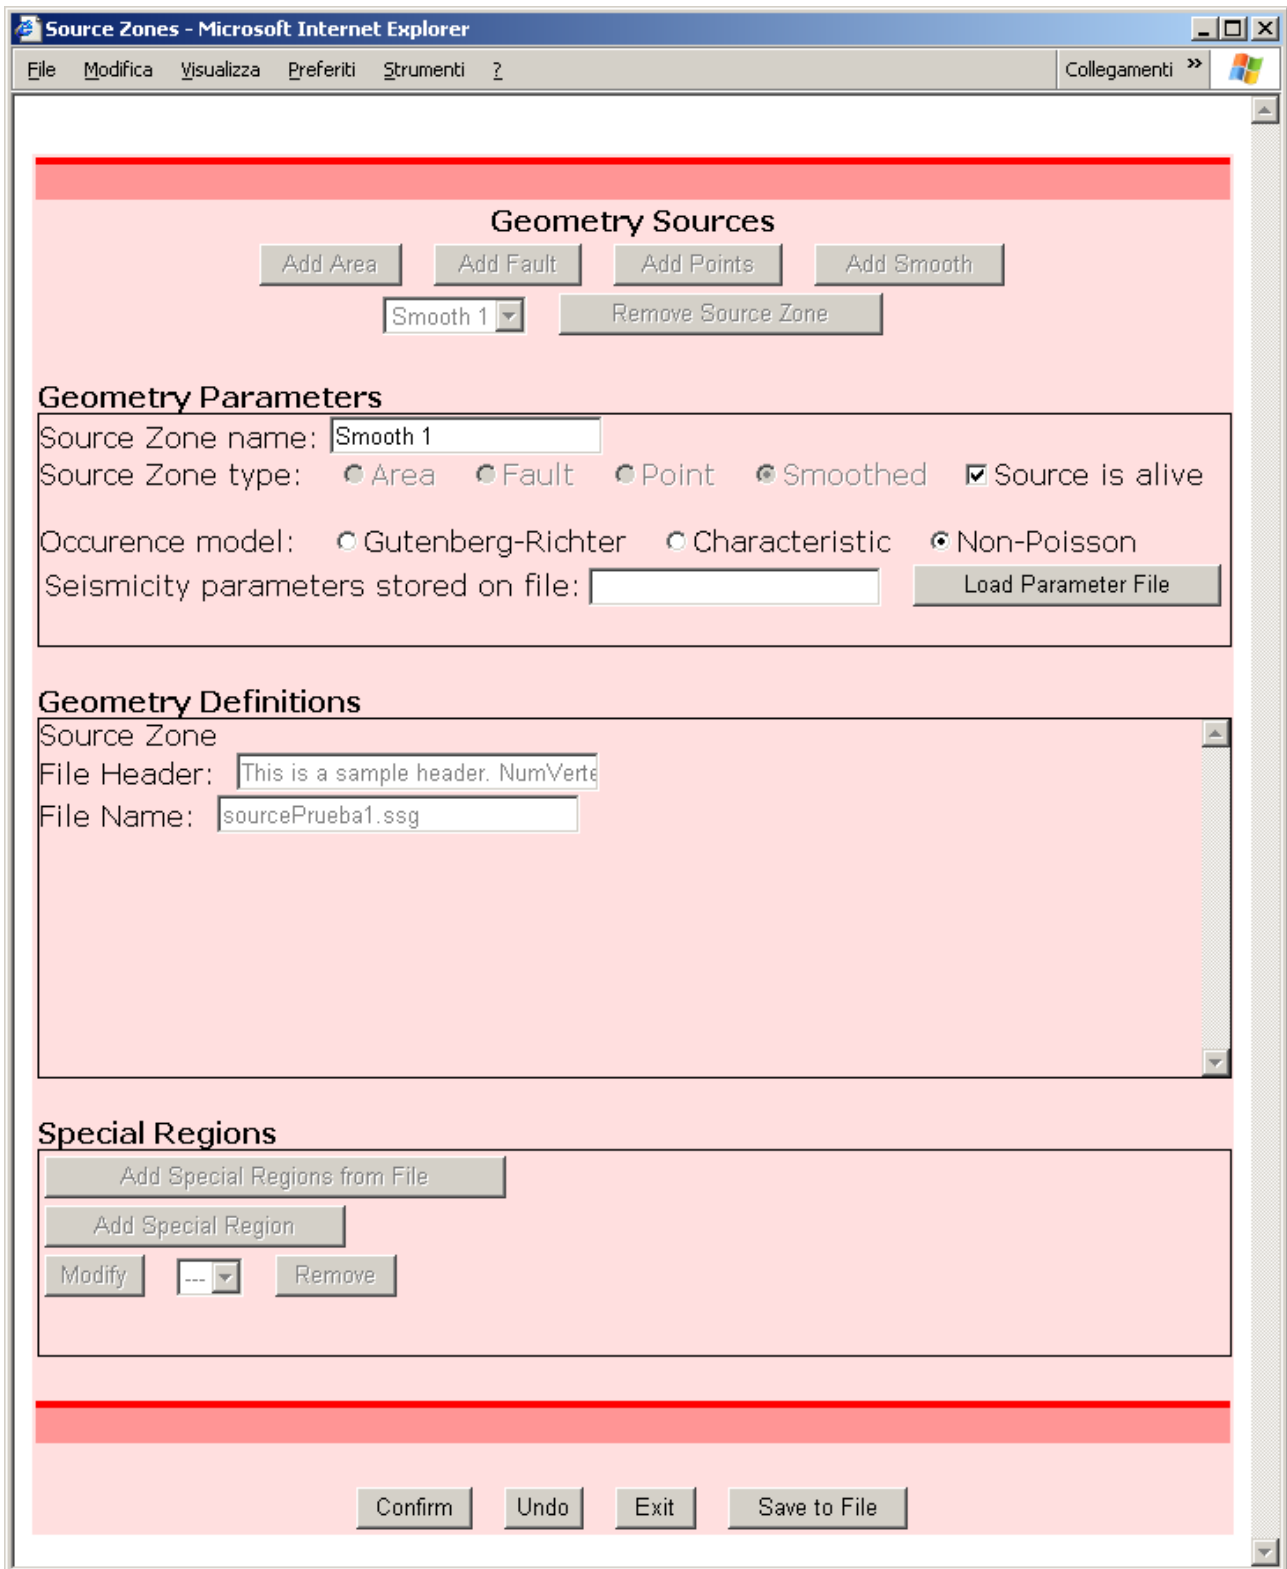 Source Zones - Microsoft Internet Explorer
File Modifica Visualizza Preferiti Strumenti ? Collegamenti »
Geometry Sources
Add Area Add Fault Add Points Add Smooth
Smooth 1 Remove Source Zone
Geometry Parameters
Source Zone name: Smooth 1
Source Zone type: Area Fault Point Smoothed Source is alive
Occurence model: Gutenberg-Richter Characteristic Non-Poisson
Seismicity parameters stored on file: Load Parameter File
Geometry Definitions
Source Zone
File Header: This is a sample header. NumVerte
File Name: sourcePrueba1.ssg
Special Regions
Add Special Regions from File
Add Special Region
Modify --- Remove
Confirm Undo Exit Save to File